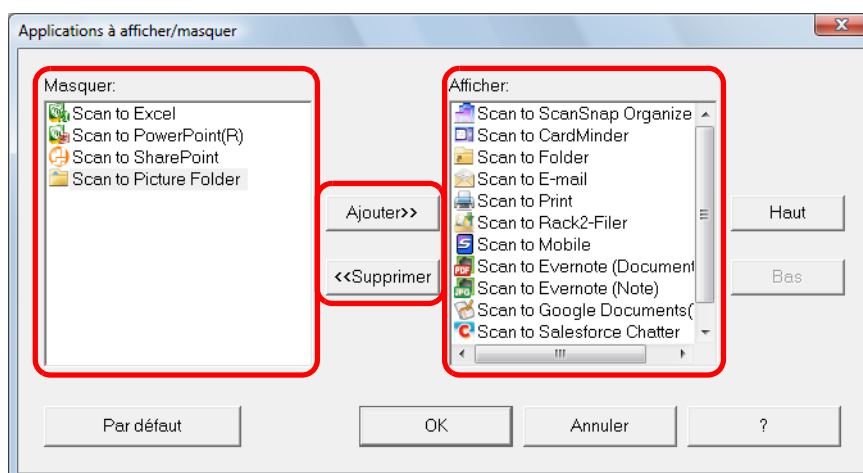 Applications à afficher/masquer
Masquer:
Scan to Excel
Scan to PowerPoint(R)
Scan to SharePoint
Scan to Picture Folder
Ajouter>>
<<Supprimer
Afficher:
Scan to ScanSnap Organize
Scan to CardMinder
Scan to Folder
Scan to E-mail
Scan to Print
Scan to Rack2-Filer
Scan to Mobile
Scan to Evernote (Document
Scan to Evernote (Note)
Scan to Google Documents(
Scan to Salesforce Chatter
Haut
Bas
Par défaut
OK
Annuler
?